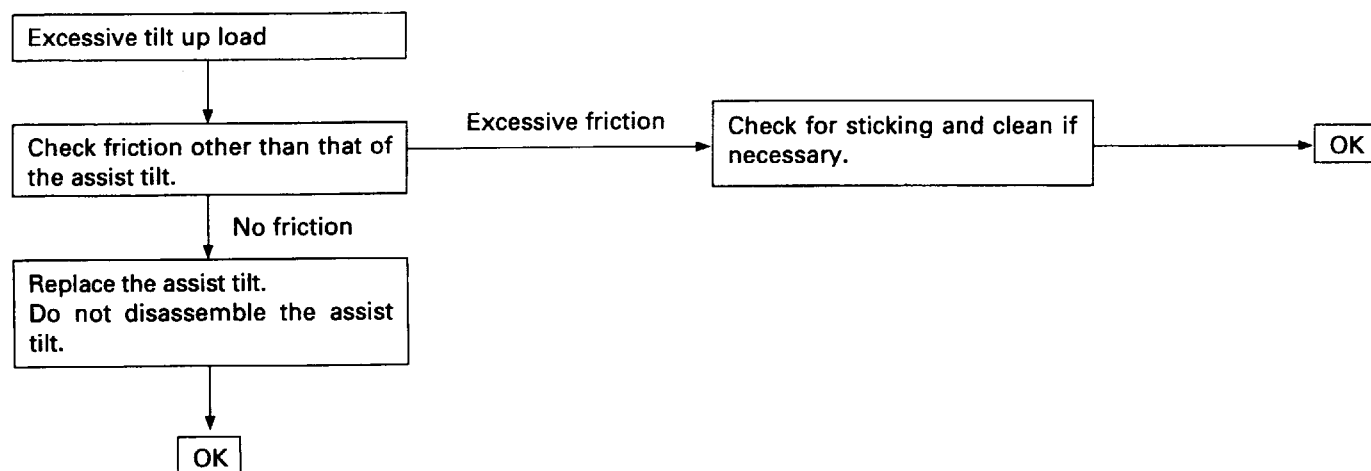 Excessive tilt up load
Check friction other than that of
the assist tilt.
Excessive friction
Check for sticking and clean if
necessary.
OK
No friction
Replace the assist tilt.
Do not disassemble the assist
tilt.
OK